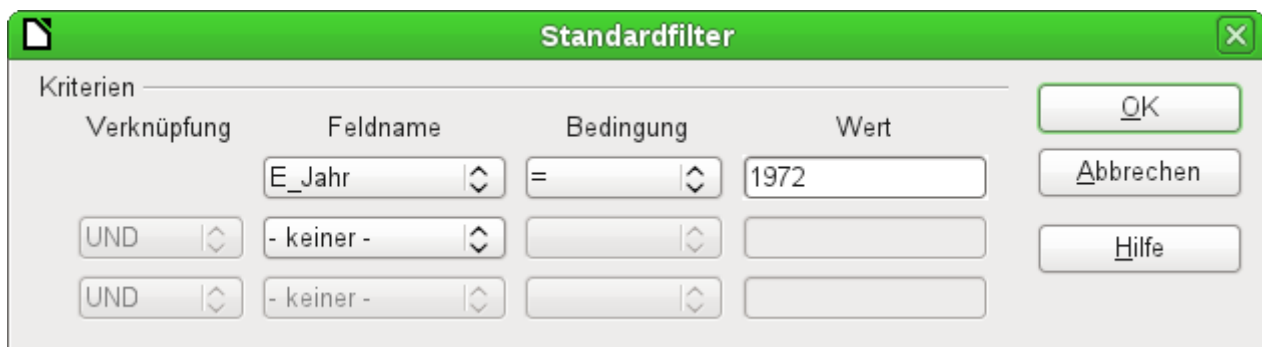 Standardfilter
Kriterien
Verknüpfung Feldname Bedingung Wert
E_Jahr = 1972
UND - keiner -
UND - keiner -
OK
Abbrechen
Hilfe